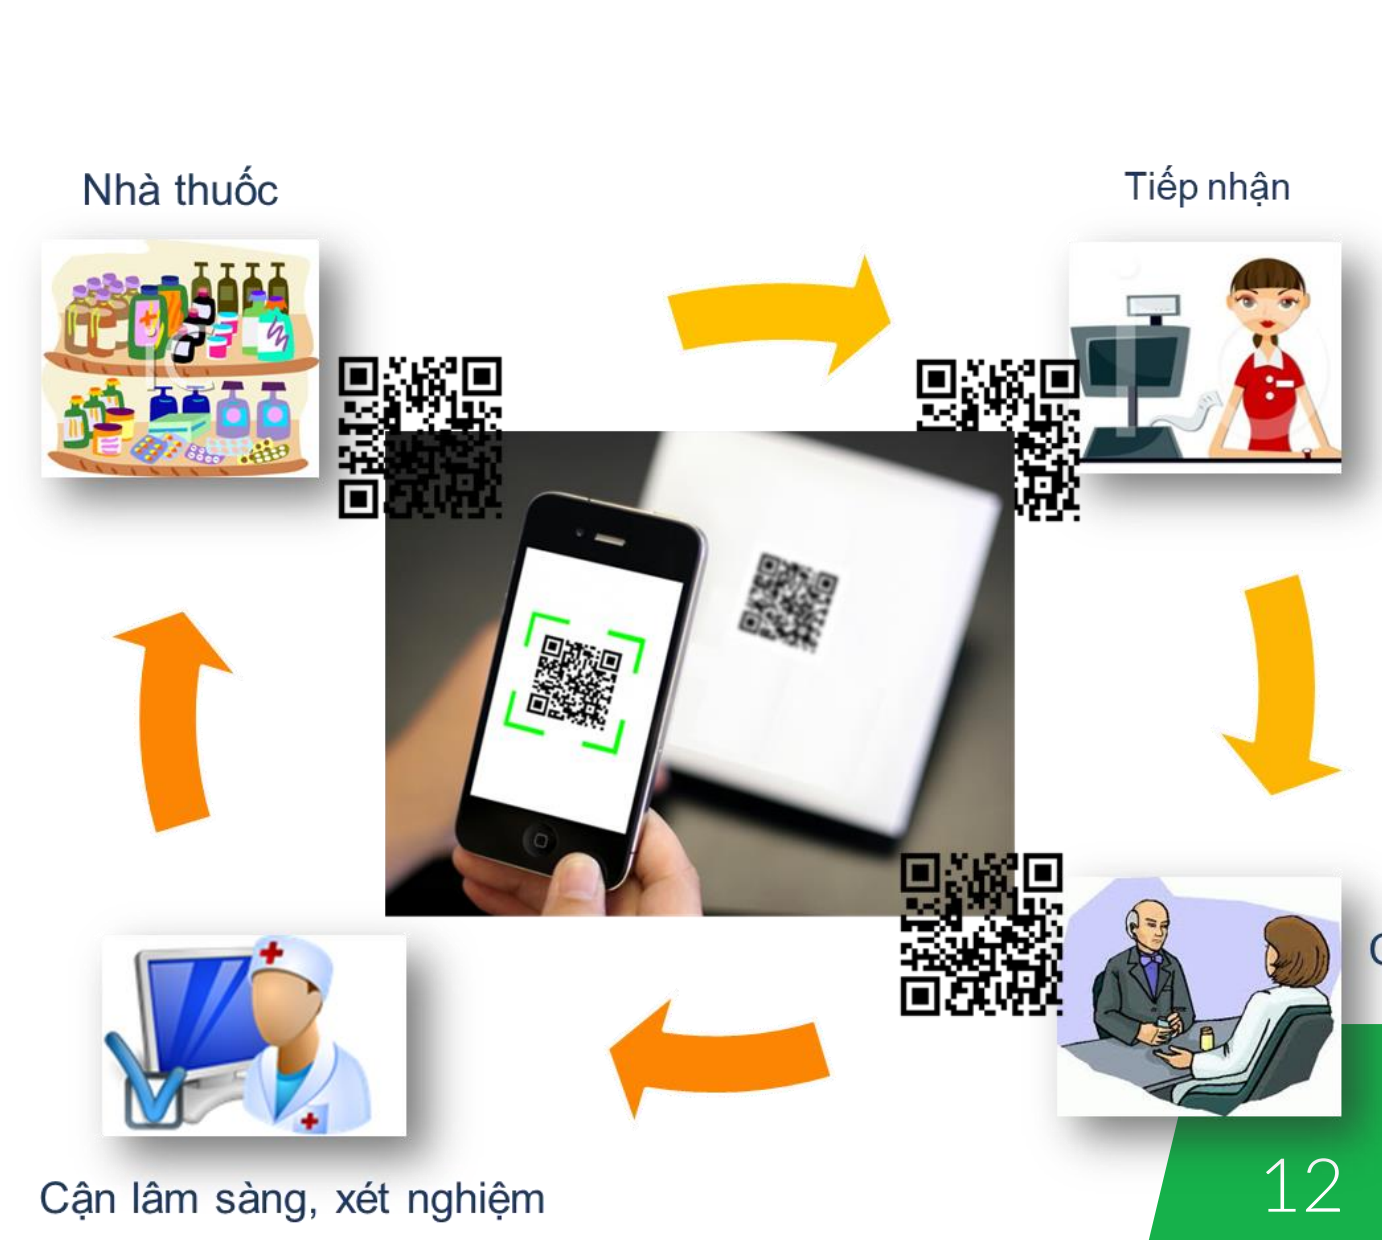 Nhà thuốc
Tiếp nhận
Cận lâm sàng, xét nghiệm
12